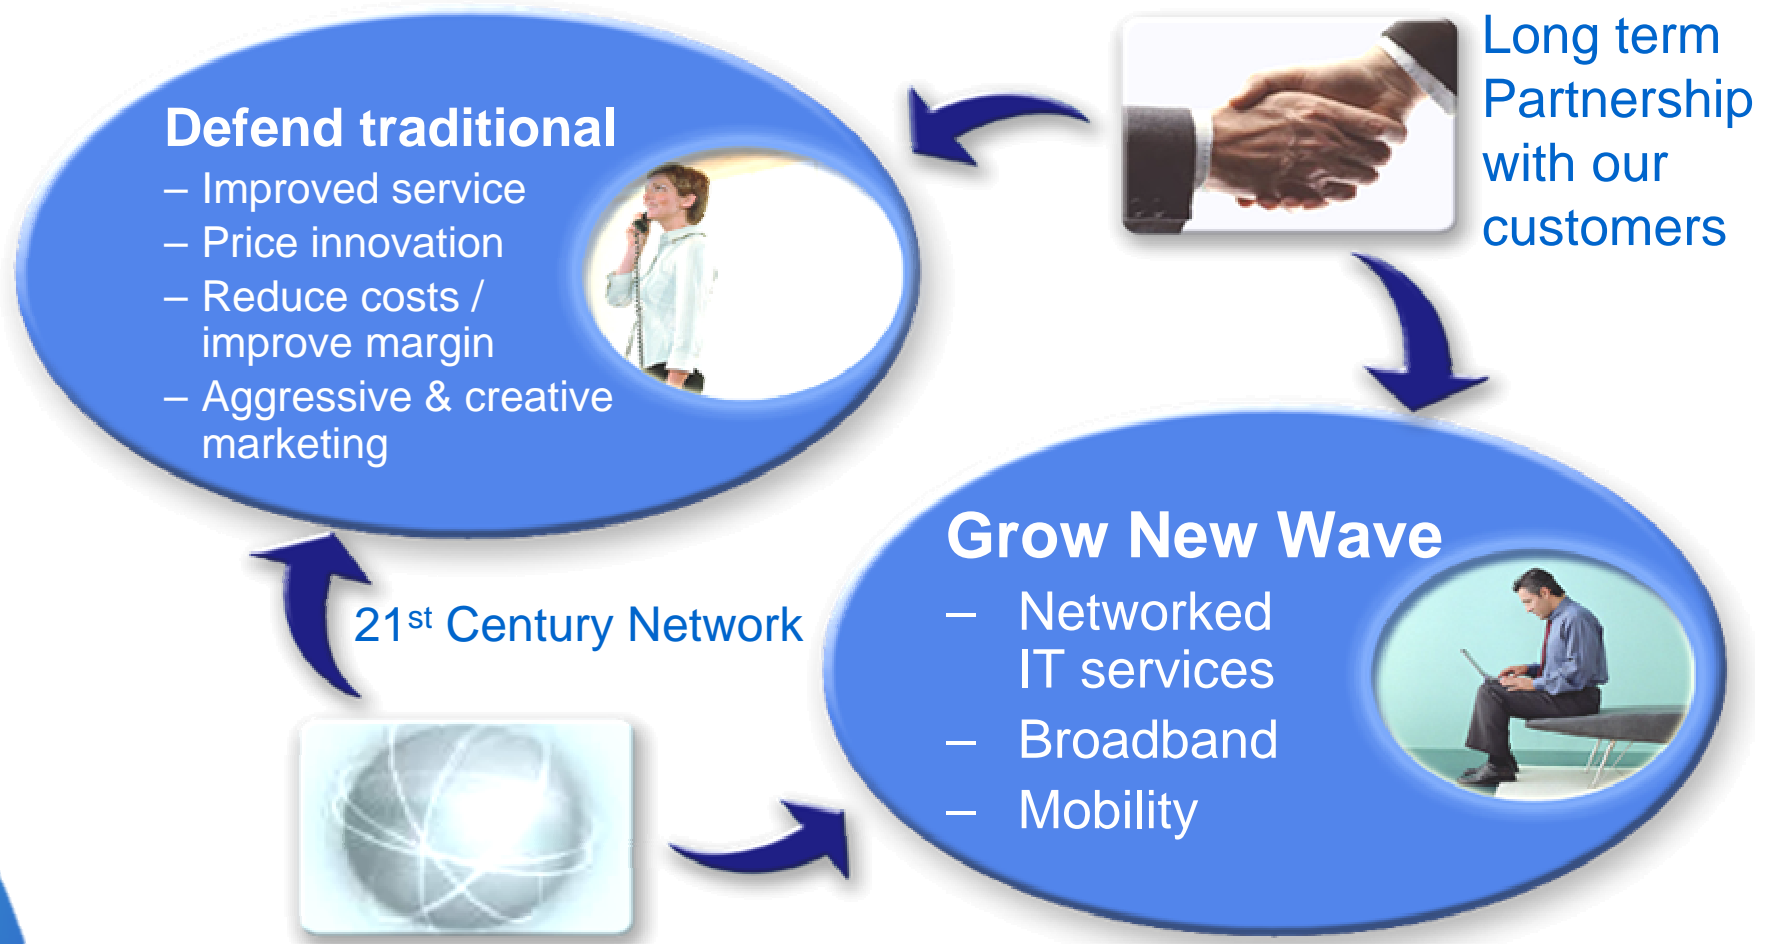 Defend traditional
– Improved service
– Price innovation
– Reduce costs /
improve margin
– Aggressive & creative
marketing
Long term
Partnership
with our
customers
21st Century Network
Grow New Wave
– Networked
IT services
– Broadband
– Mobility